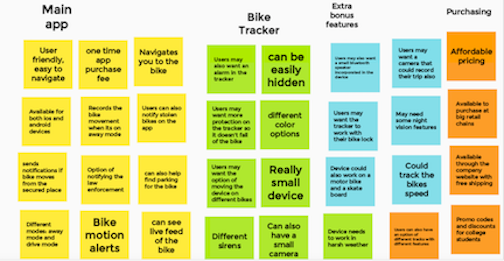 Main
app
Bike
Tracker
Extra
bonus
features
Purchasing
User
friendly,
easy to
navigate
one time
app
purchase
fee
Navigates
you to the
bike
Available for
both ios and
android
devices
Records the
bike
movement when
its on away mode
Users can also
notify stolen
bikes on the
app
sends
notifications if
bike moves
from the
secured place
Option of
notifying the law
enforcement
can also help
find parking
for the bike
Different
modes: away
mode and
drive mode
Bike
motion
alerts
can see
live feed of
the bike
Users may
also want an
alarm in the
tracker
can be
easily
hidden
Users may
want more
protection on
the tracker so
it doesn't fall
of the bike
different
color
options
Users may
want the
option of
moving the
device on
different bikes
Really
small
device
Different
sirens
Can also
have a
small
camera
Users may also want
a small bluetooth
speaker
incorporated in the
device
Users may
want a
camera that
could record
their trip also
Users may
want the
tracker to
work with
their bike lock
May need
some night
vision features
Device could
also work on
a motor bike
and a skate
board
Could
track the
bikes
speed
Device needs
to work in
harsh weather
Users can also have
an option of different
tracks with different
features
Affordable
pricing
Available to
purchase at
big retail
chains
Available
through the
company
website with
free shipping
Promo codes
and discounts
for college
students